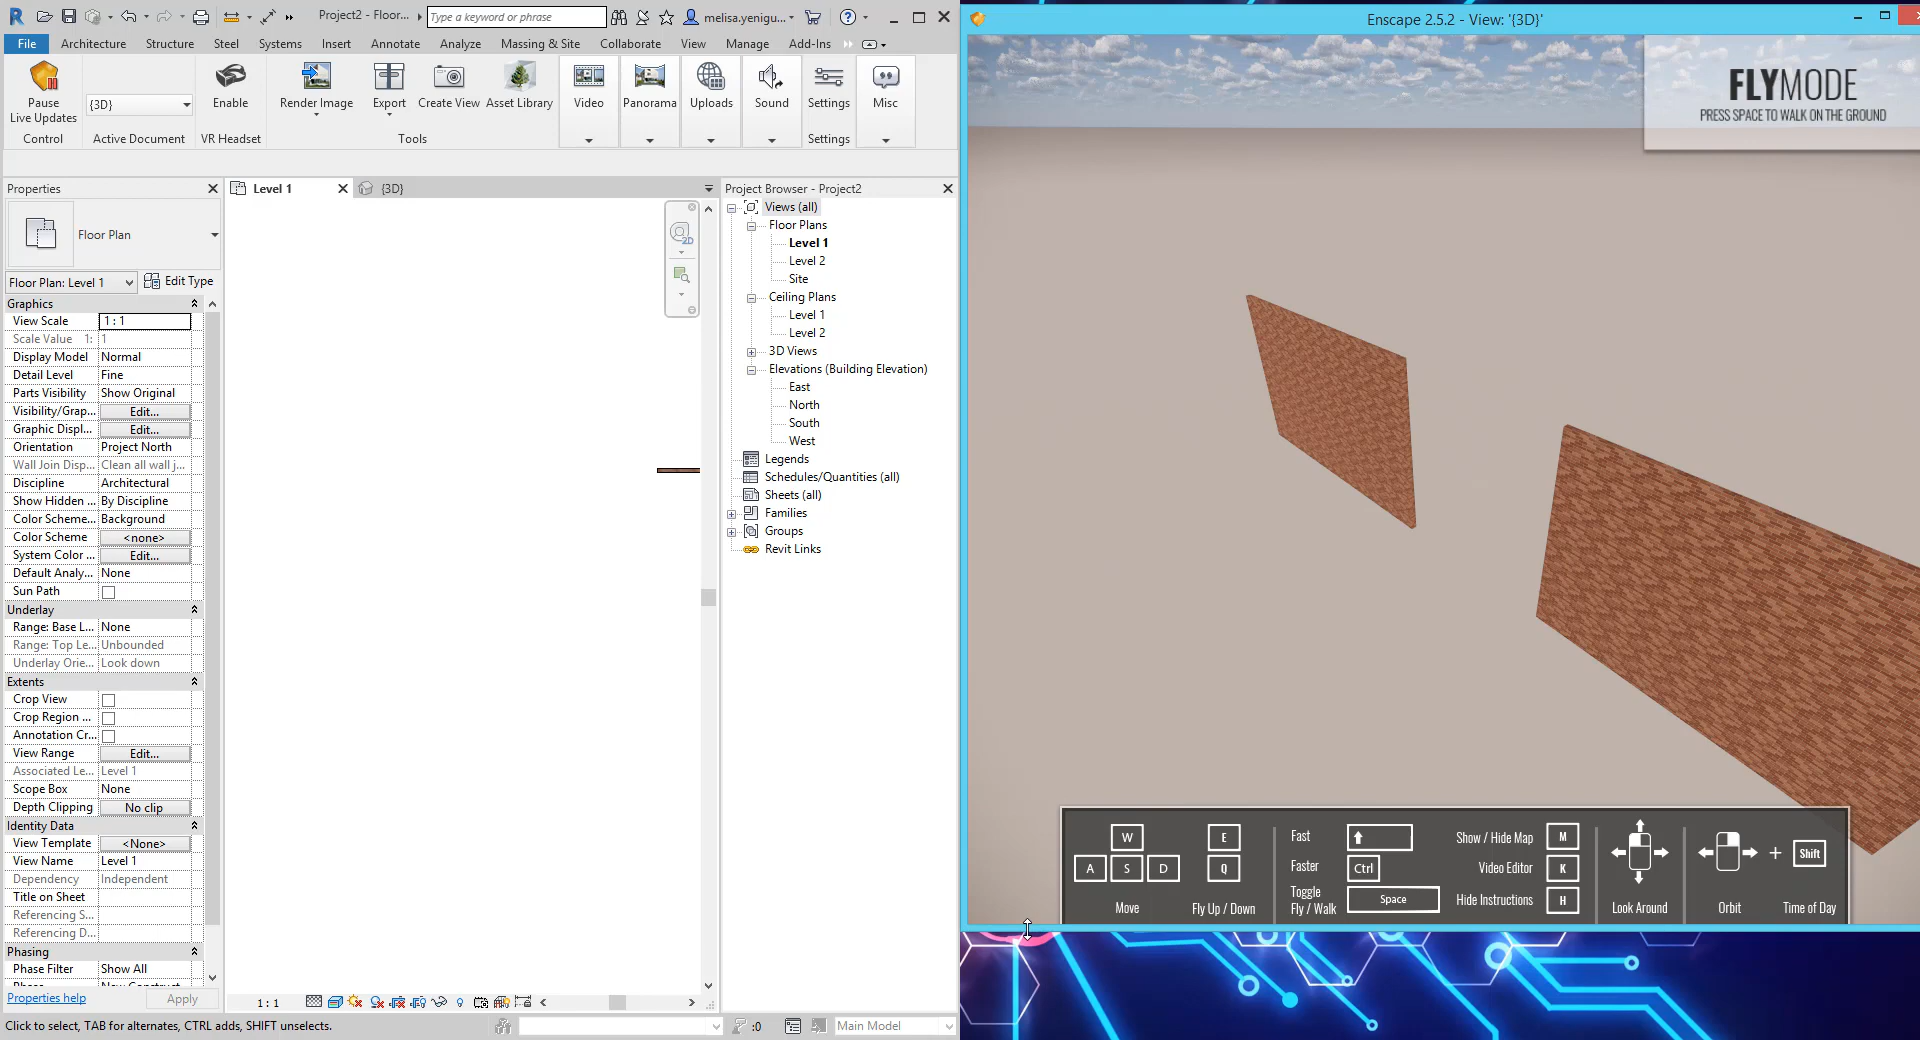 Project2 - Floor...
Type a keyword or phrase
melisa.yenigu...
File
Architecture
Structure
Steel
Systems
Insert
Annotate
Analyze
Massing & Site
Collaborate
View
Manage
Add-Ins
Pause
Live Updates
{3D}
Enable
Render Image
Export
Create View
Asset Library
Video
Panorama
Uploads
Sound
Settings
Misc
Control
Active Document
VR Headset
Tools
Settings
Properties
Floor Plan
Floor Plan: Level 1
Edit Type
Graphics
View Scale 1 : 1
Scale Value 1: 1
Display Model Normal
Detail Level Fine
Parts Visibility Show Original
Visibility/Grap... Edit...
Graphic Displ... Edit...
Orientation Project North
Wall Join Disp... Clean all wall j...
Discipline Architectural
Show Hidden ... By Discipline
Color Scheme... Background
Color Scheme <none>
System Color ... Edit...
Default Analy... None
Sun Path
Underlay
Range: Base L... None
Range: Top Le... Unbounded
Underlay Orie... Look down
Extents
Crop View
Crop Region ...
Annotation Cr...
View Range Edit...
Associated Le... Level 1
Scope Box None
Depth Clipping No clip
Identity Data
View Template <None>
View Name Level 1
Dependency Independent
Title on Sheet
Referencing S...
Referencing D...
Phasing
Phase Filter Show All
Properties help
Apply
Level 1
{3D}
2D
1 : 1
Project Browser - Project2
Views (all)
Floor Plans
Level 1
Level 2
Site
Ceiling Plans
Level 1
Level 2
3D Views
Elevations (Building Elevation)
East
North
South
West
Legends
Schedules/Quantities (all)
Sheets (all)
Families
Groups
Revit Links
Click to select, TAB for alternates, CTRL adds, SHIFT unselects.
:0
Main Model
Enscape 2.5.2 - View: '{3D}'
FLYMODE
PRESS SPACE TO WALK ON THE GROUND
W
A S D
Move
E
Q
Fly Up / Down
Fast
Faster Ctrl
Toggle
Fly / Walk
Space
Show / Hide Map M
Video Editor K
Hide Instructions H
Look Around
Orbit
+ Shift
Time of Day